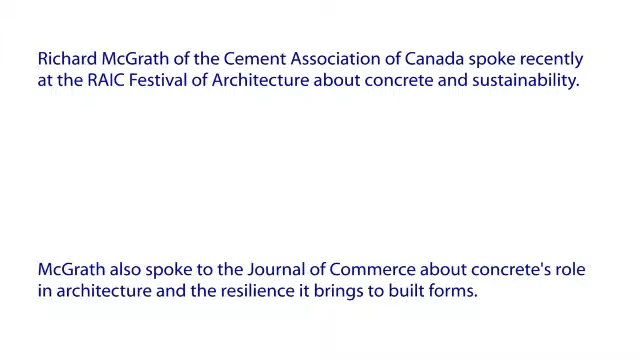 Richard McGrath of the Cement Association of Canada spoke recently
at the RAIC Festival of Architecture about concrete and sustainability.
McGrath also spoke to the Journal of Commerce about concrete's role
in architecture and the resilience it brings to built forms.